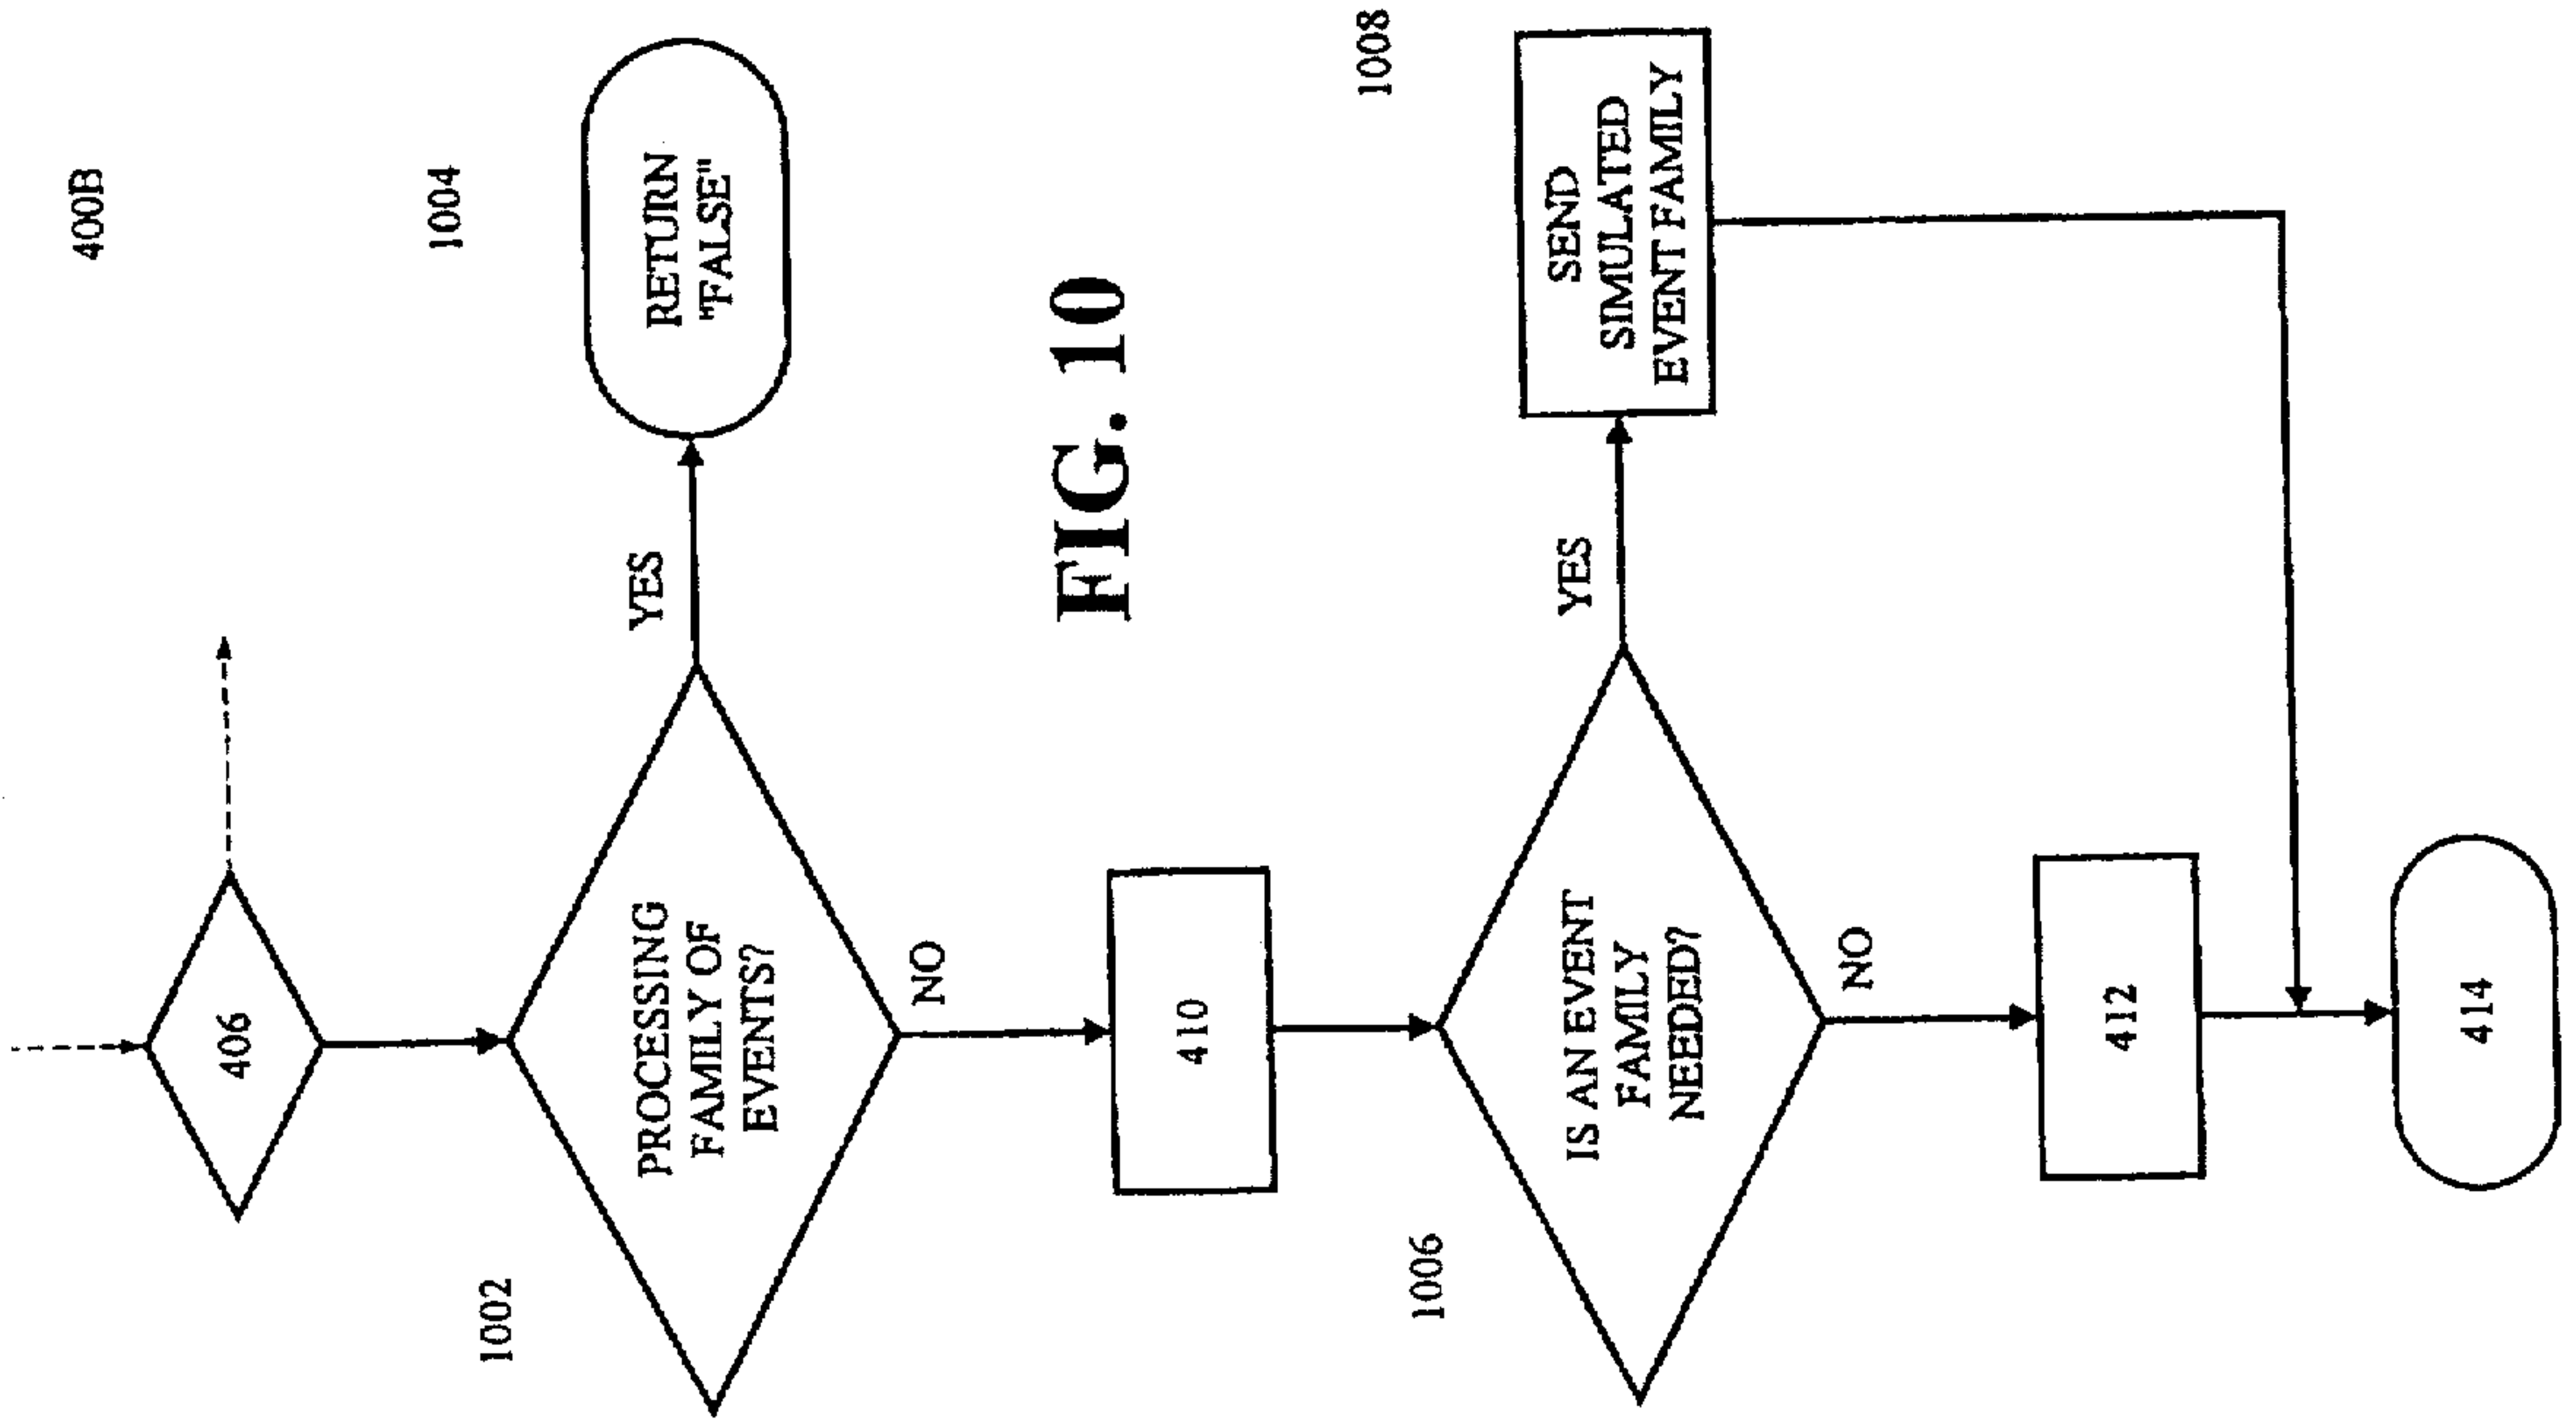 400B
406
1002
PROCESSING
FAMILY OF
EVENTS?
YES
1004
RETURN
"FALSE"
NO
410
FIG. 10
1006
IS AN EVENT
FAMILY
NEEDED?
YES
1008
SEND
SIMULATED
EVENT FAMILY
NO
412
414